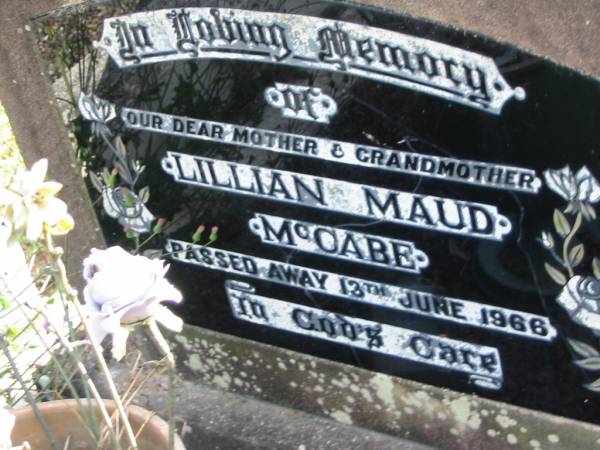 In Loving Memory
of
OUR DEAR MOTHER & GRANDMOTHER
LILLIAN MAUD
McCABE
PASSED AWAY 13TH JUNE 1966
In God's Care